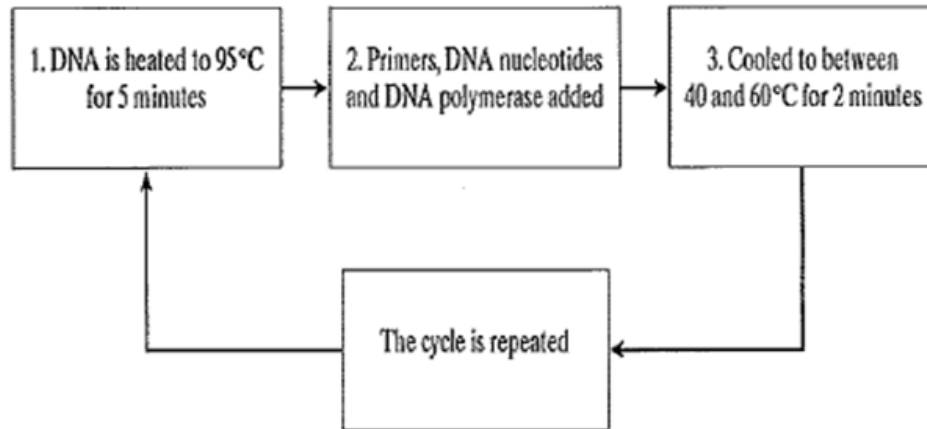 1. DNA is heated to 95°C
for 5 minutes
2. Primers, DNA nucleotides
and DNA polymerase added
3. Cooled to between
40 and 60°C for 2 minutes
The cycle is repeated